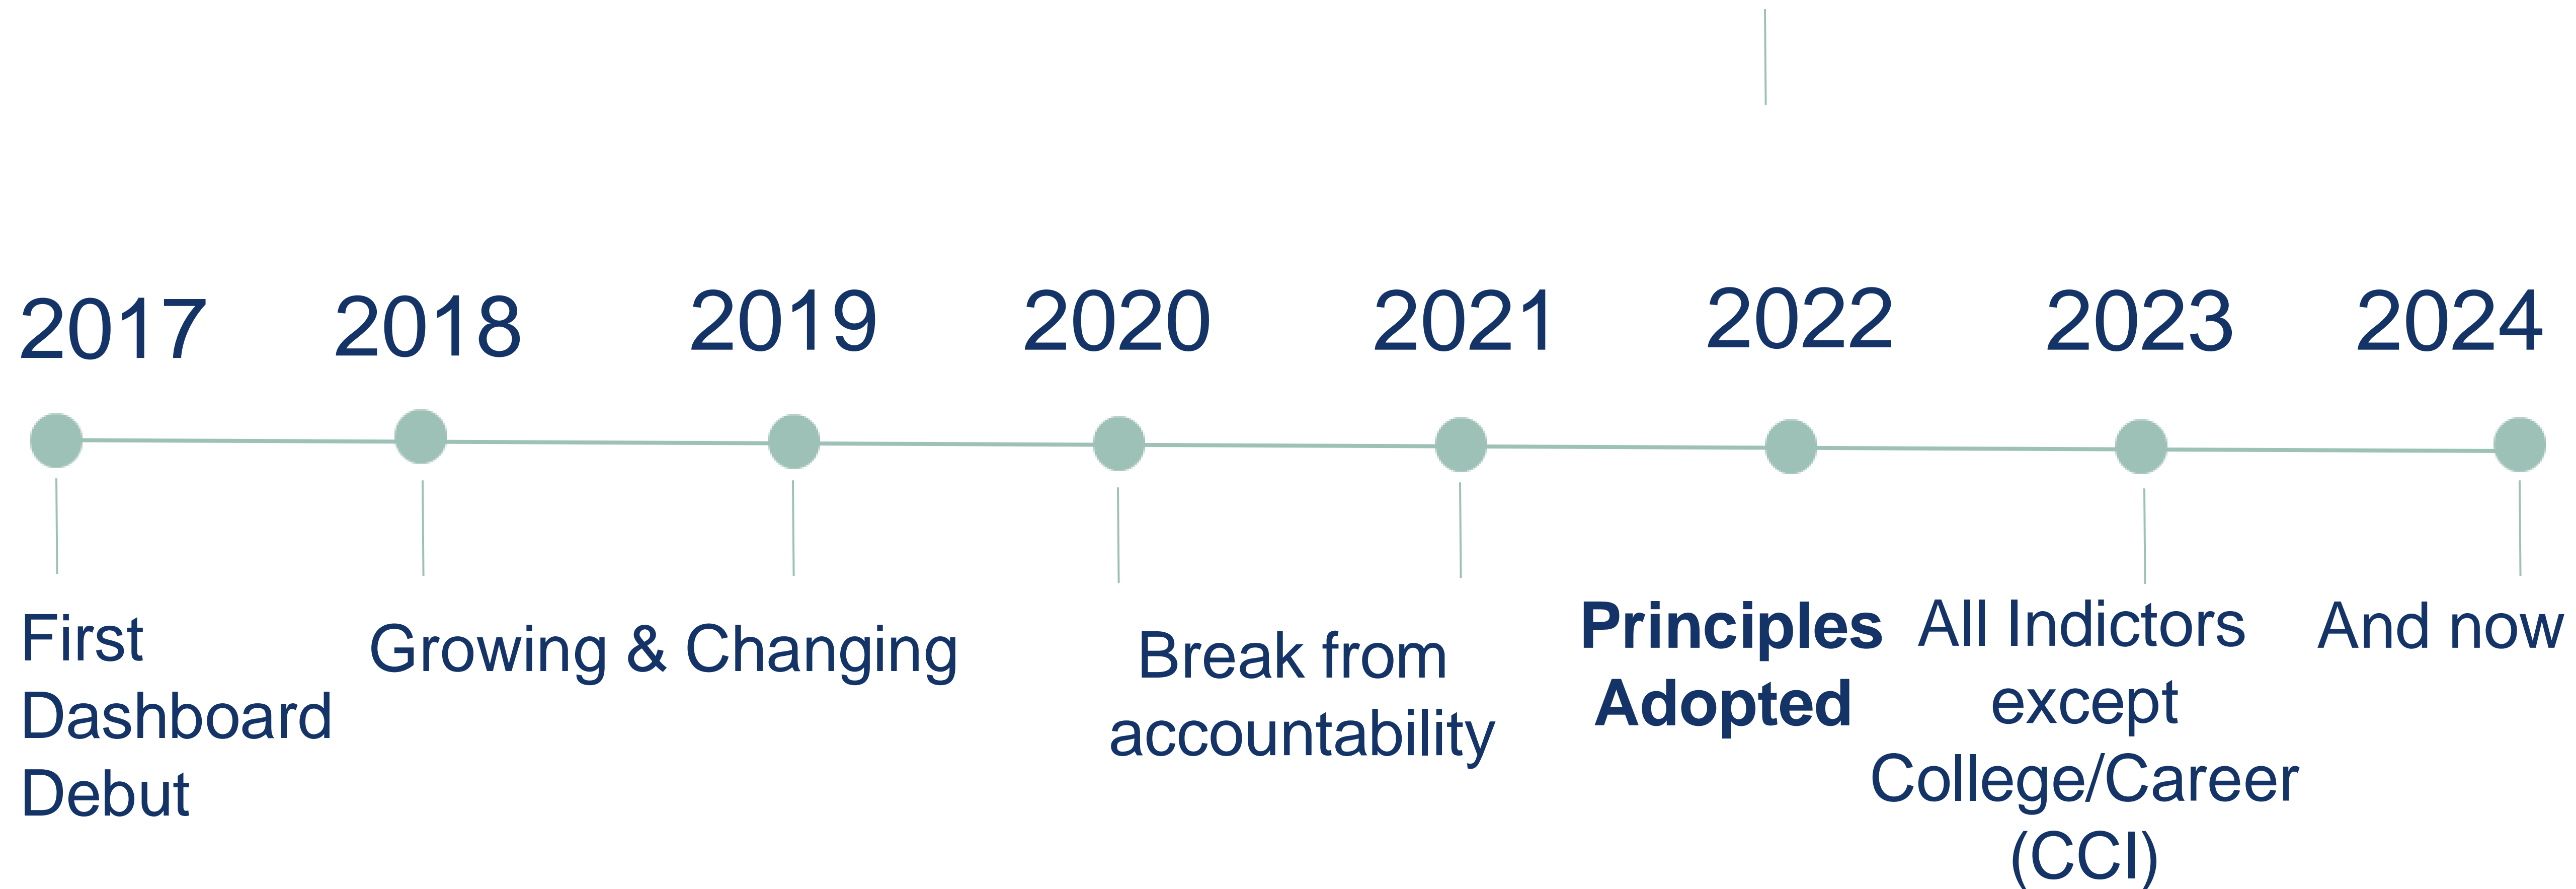 2017 2018 2019 2020 2021 2022 2023 2024
First
Dashboard
Debut
Growing & Changing
Break from
accountability
Principles
Adopted
All Indictors
except
College/Career
(CCI)
And now